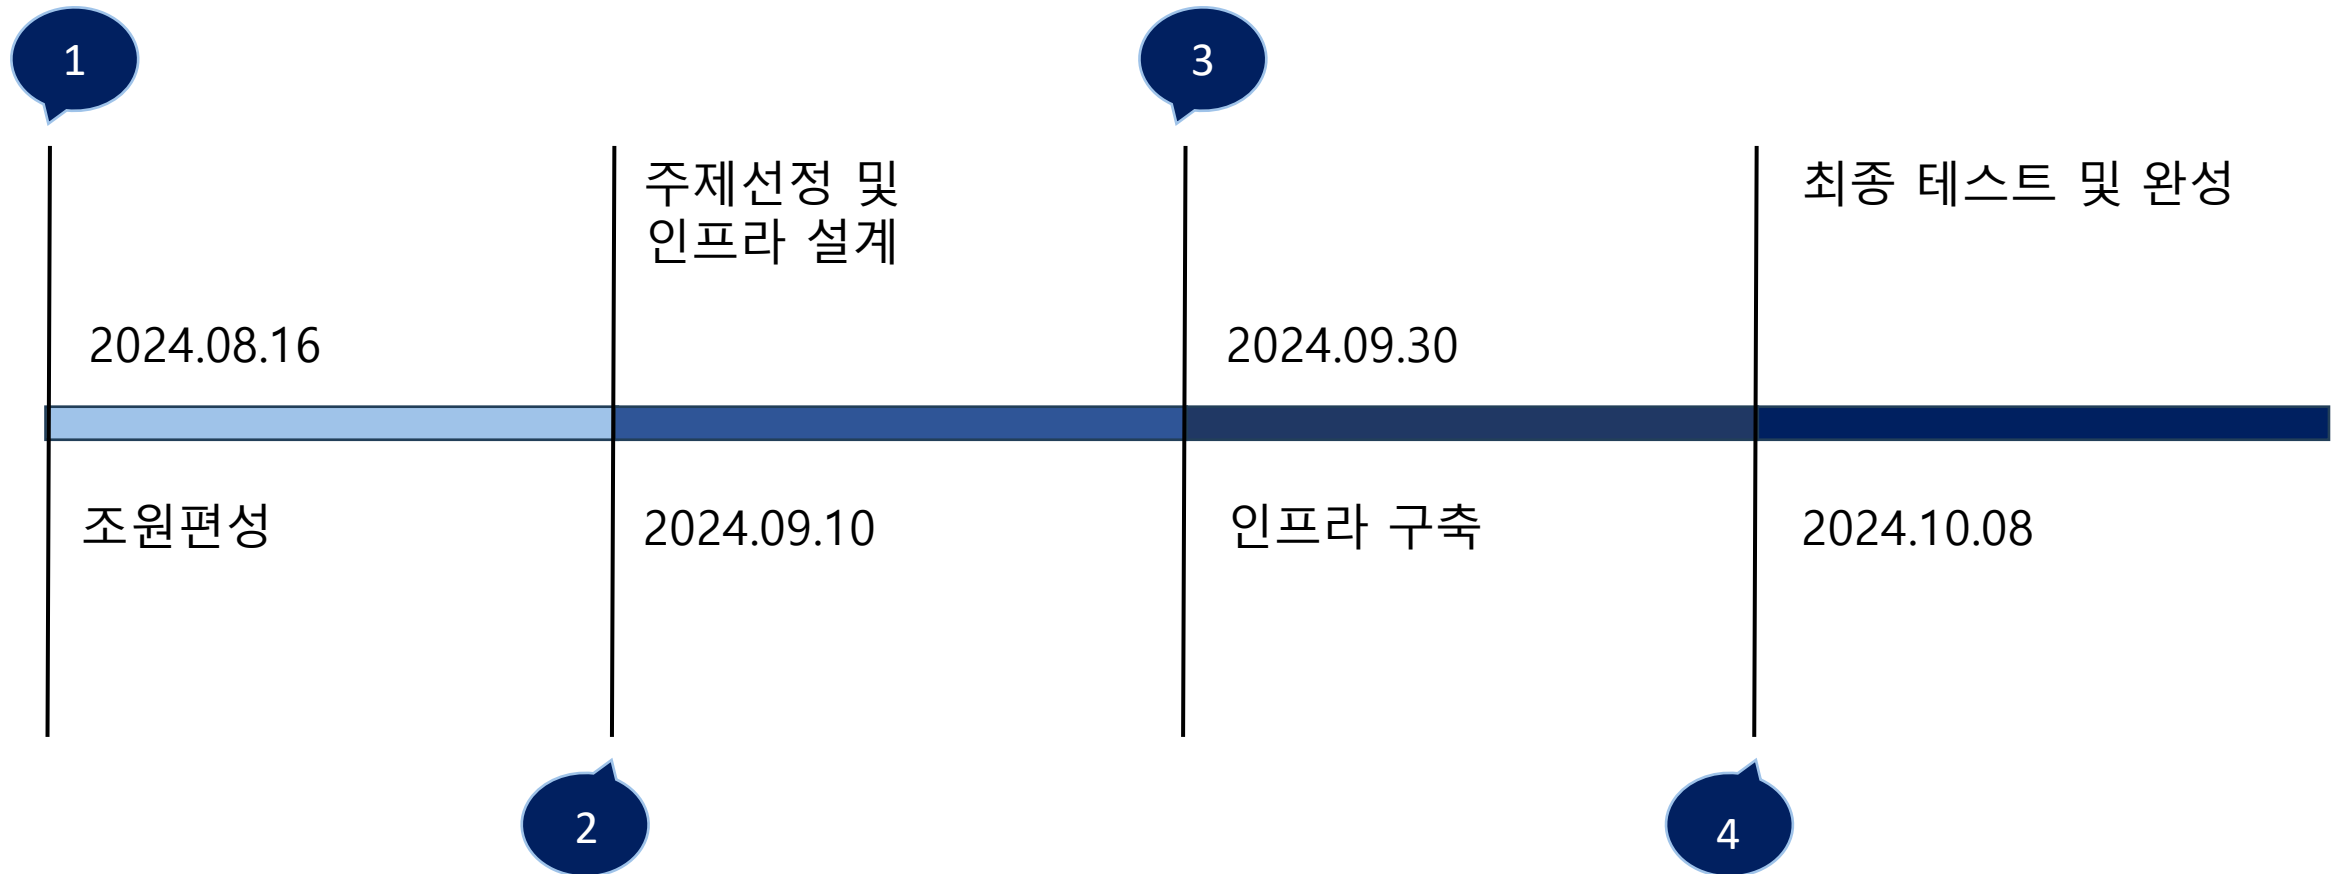 1
2024.08.16
조원편성
주제선정 및
인프라 설계
2024.09.10
2
3
2024.09.30
인프라 구축
최종 테스트 및 완성
2024.10.08
4